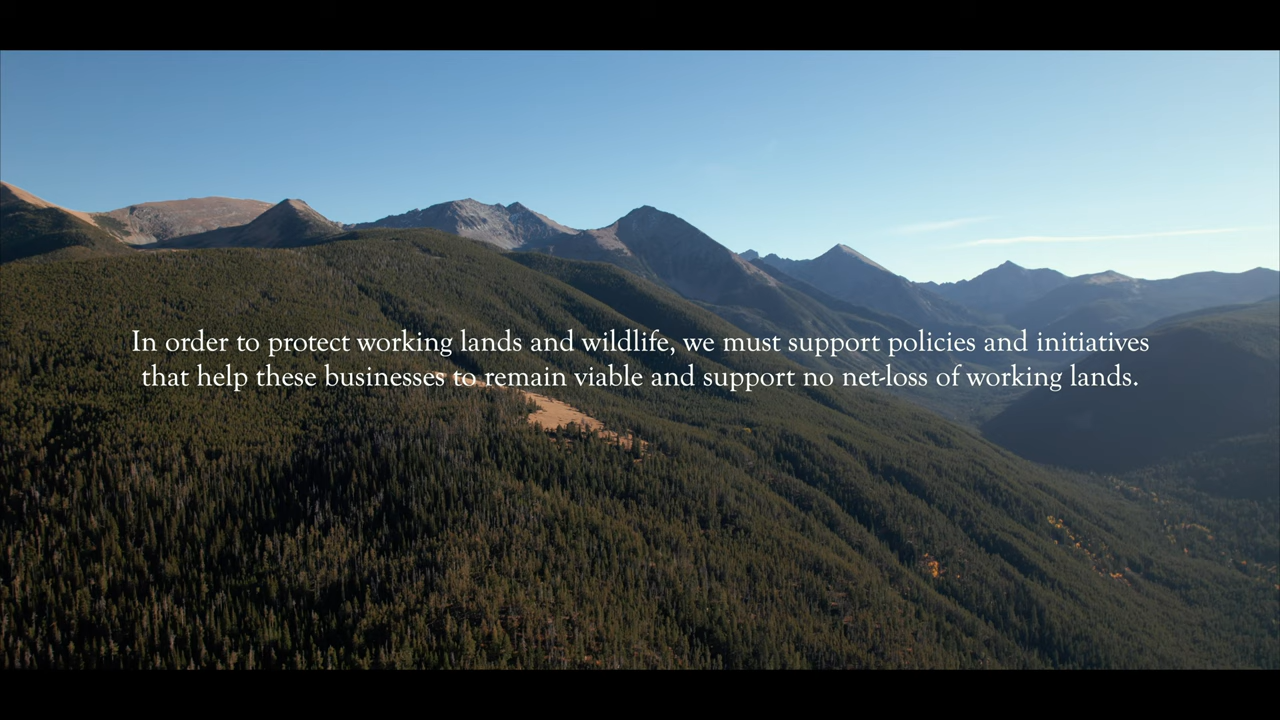 In order to protect working lands and wildlife, we must support policies and initiatives
that help these businesses to remain viable and support no net-loss of working lands.